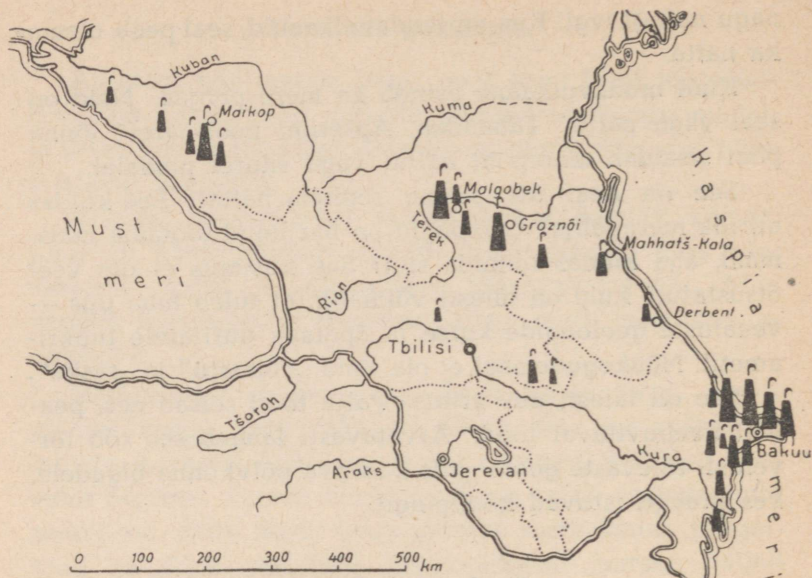 Kuban
Maikop
Kuma
Kaspia
Must
meri
Malgobek
Terek
Groznõi
Mahhatš-Kala
Rion
Derbent
Tbilisi
Tšoroh
Kura
Bakuu
Araks
Jerevan
meri
0 100 200 300 400 500 km